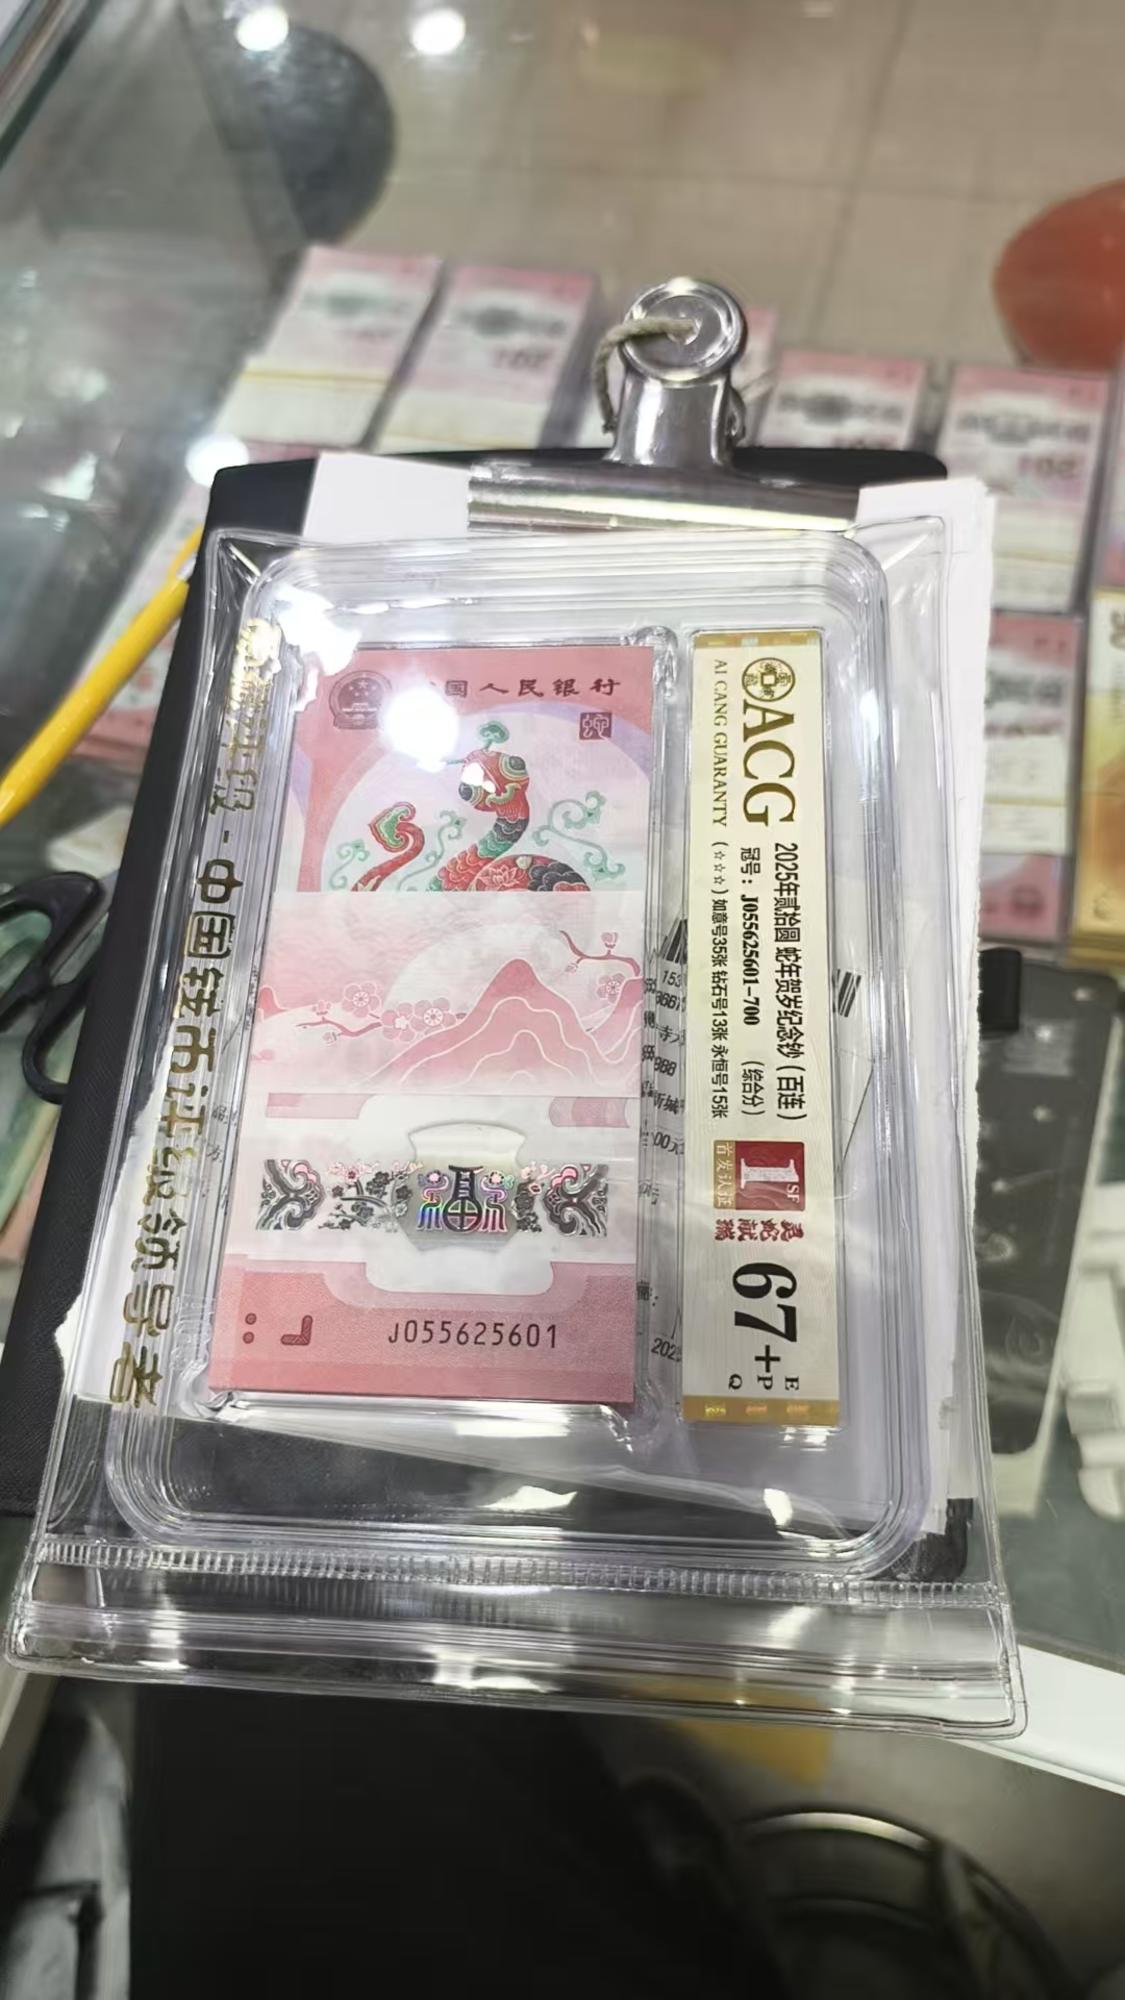 国人民银行
J055625601
ACG
AI CANG GUARANTY
2025年贰拾圆 蛇年贺岁纪念钞（百连）
冠号：J055625601-700 （综合分）
（☆☆☆）如意号35张 钻石号13张 永恒号15张
1SF
首发认证
灵蛇献瑞
67+
E
P
Q
-中国钱币评级领导者